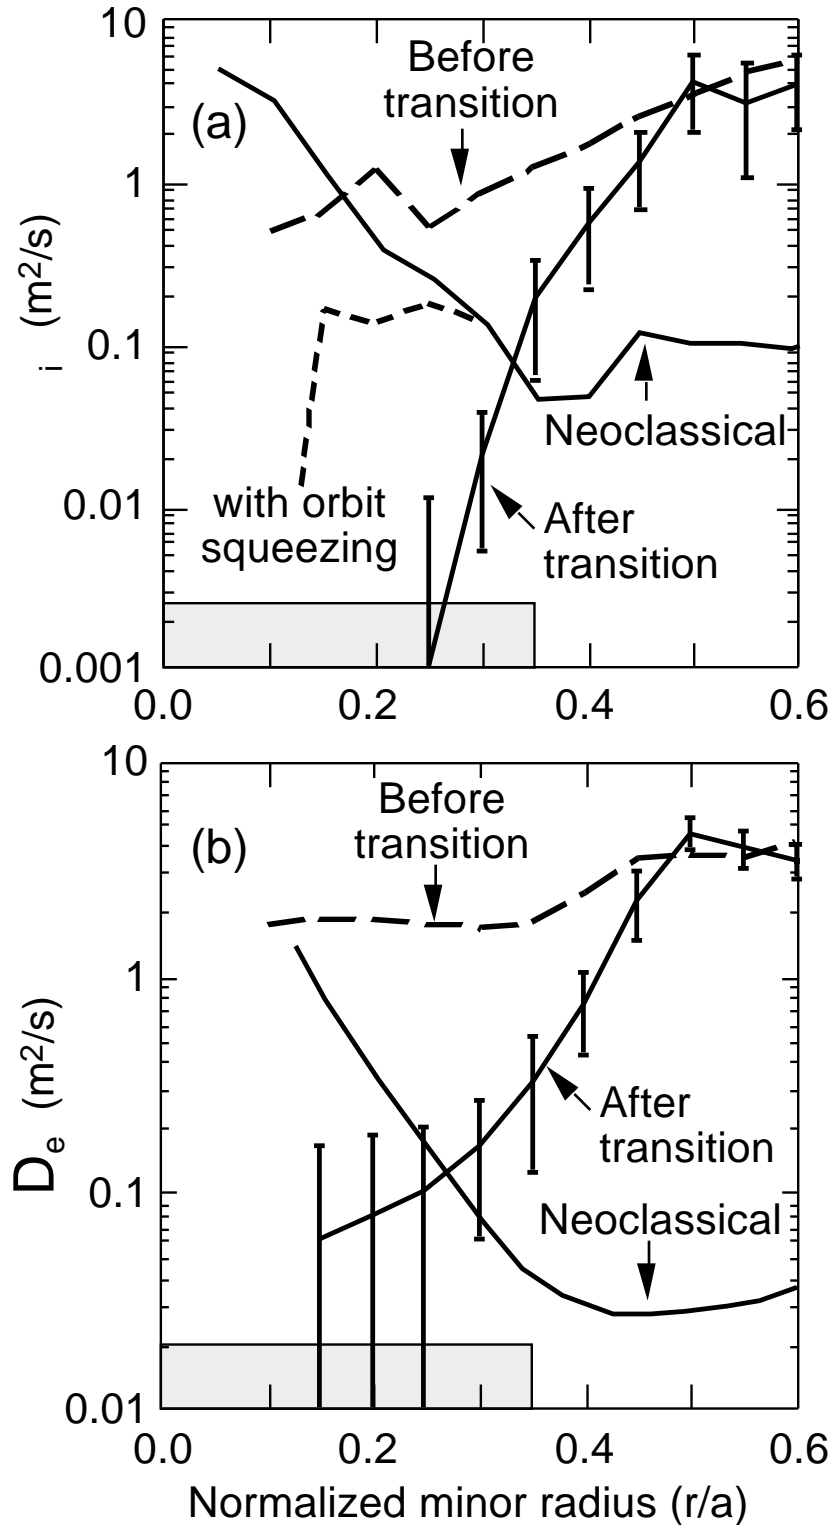 10
Before
transition
(a)
1
i (m²/s)
0.1
Neoclassical
0.01
with orbit
squeezing
After
transition
0.001
0.0 0.2 0.4 0.6
10
Before
transition
(b)
1
De (m²/s)
After
transition
0.1
Neoclassical
0.01
0.0 0.2 0.4 0.6
Normalized minor radius (r/a)